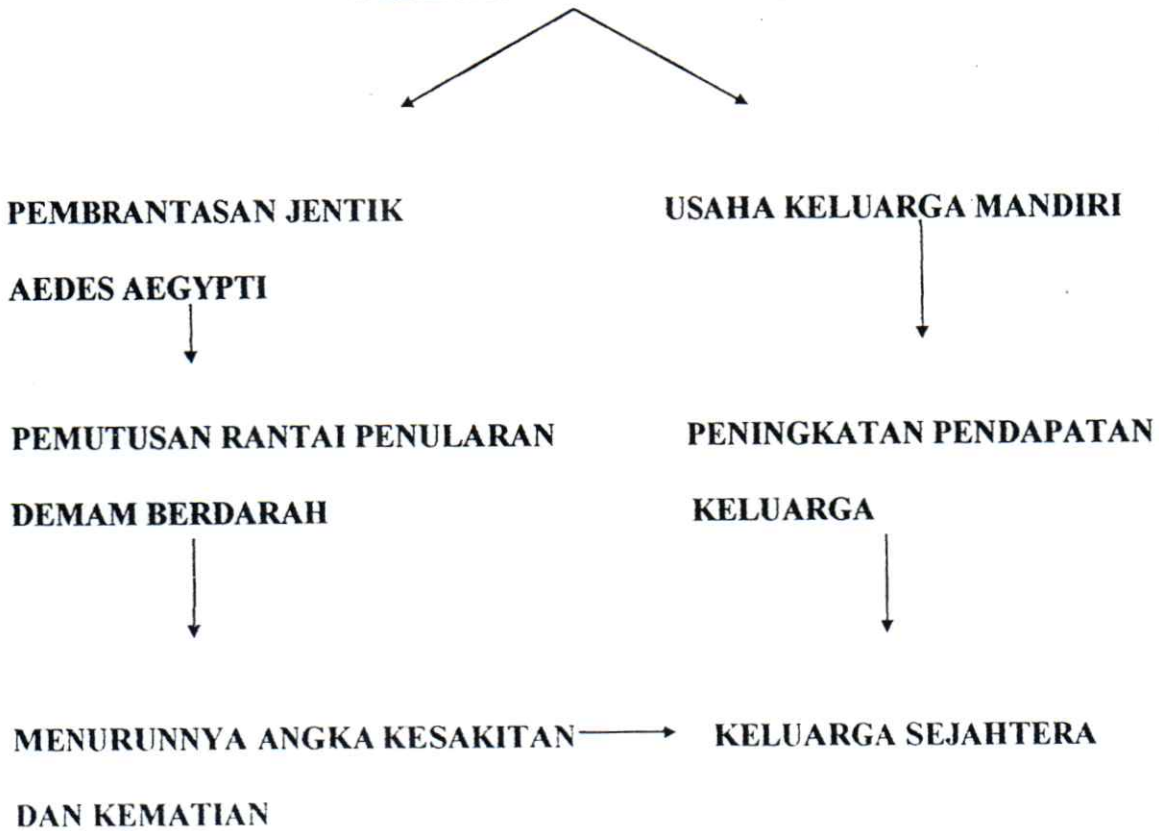 PEMBRANTASAN JENTIK
AEDES AEGYPTI
USAHA KELUARGA MANDIRI
PEMUTUSAN RANTAI PENULARAN
DEMAM BERDARAH
PENINGKATAN PENDAPATAN
KELUARGA
MENURUNNYA ANGKA KESAKITAN
DAN KEMATIAN
KELUARGA SEJAHTERA